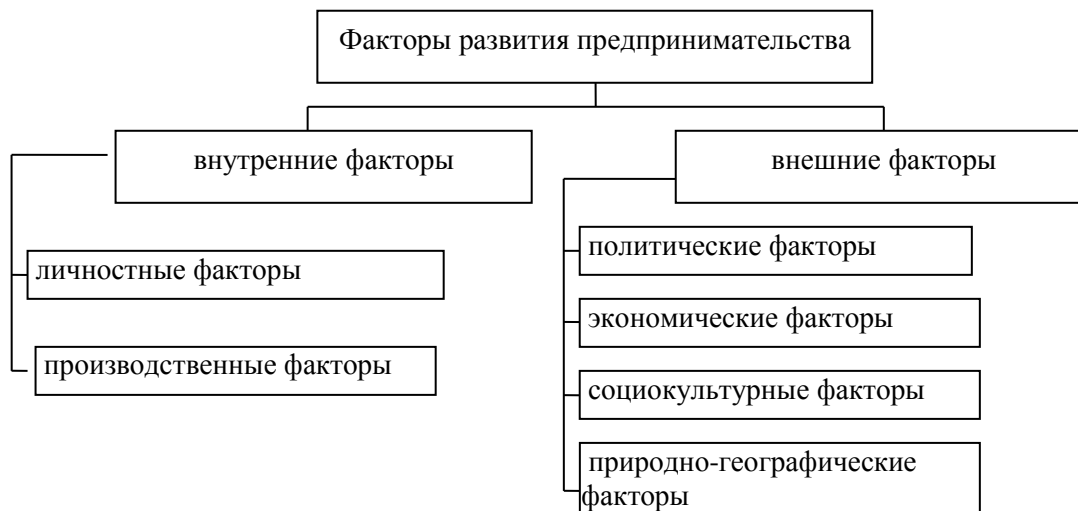 Факторы развития предпринимательства
внутренние факторы
внешние факторы
личностные факторы
производственные факторы
политические факторы
экономические факторы
социокультурные факторы
природно-географические
факторы